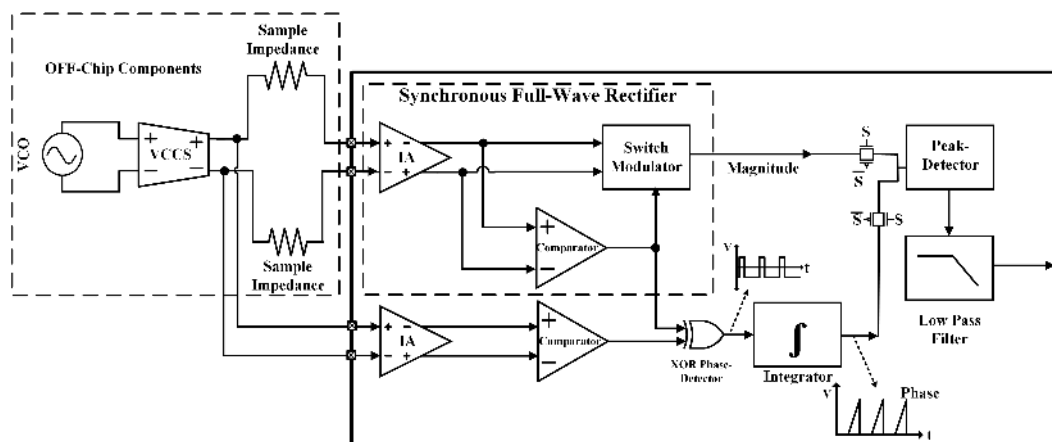 Sample
Impedance
OFF-Chip Components
VCO
+ +
VCCS
− −
Sample
Impedance
Synchronous Full-Wave Rectifier
+ −
IA
− +
Switch
Modulator
Magnitude
S
S̅
Peak-
Detector
S̅ S
+
Comparator
−
V
t
+ −
IA
− +
+
Comparator
−
XOR Phase-
Detector
∫
Integrator
Low Pass
Filter
V
Phase
t